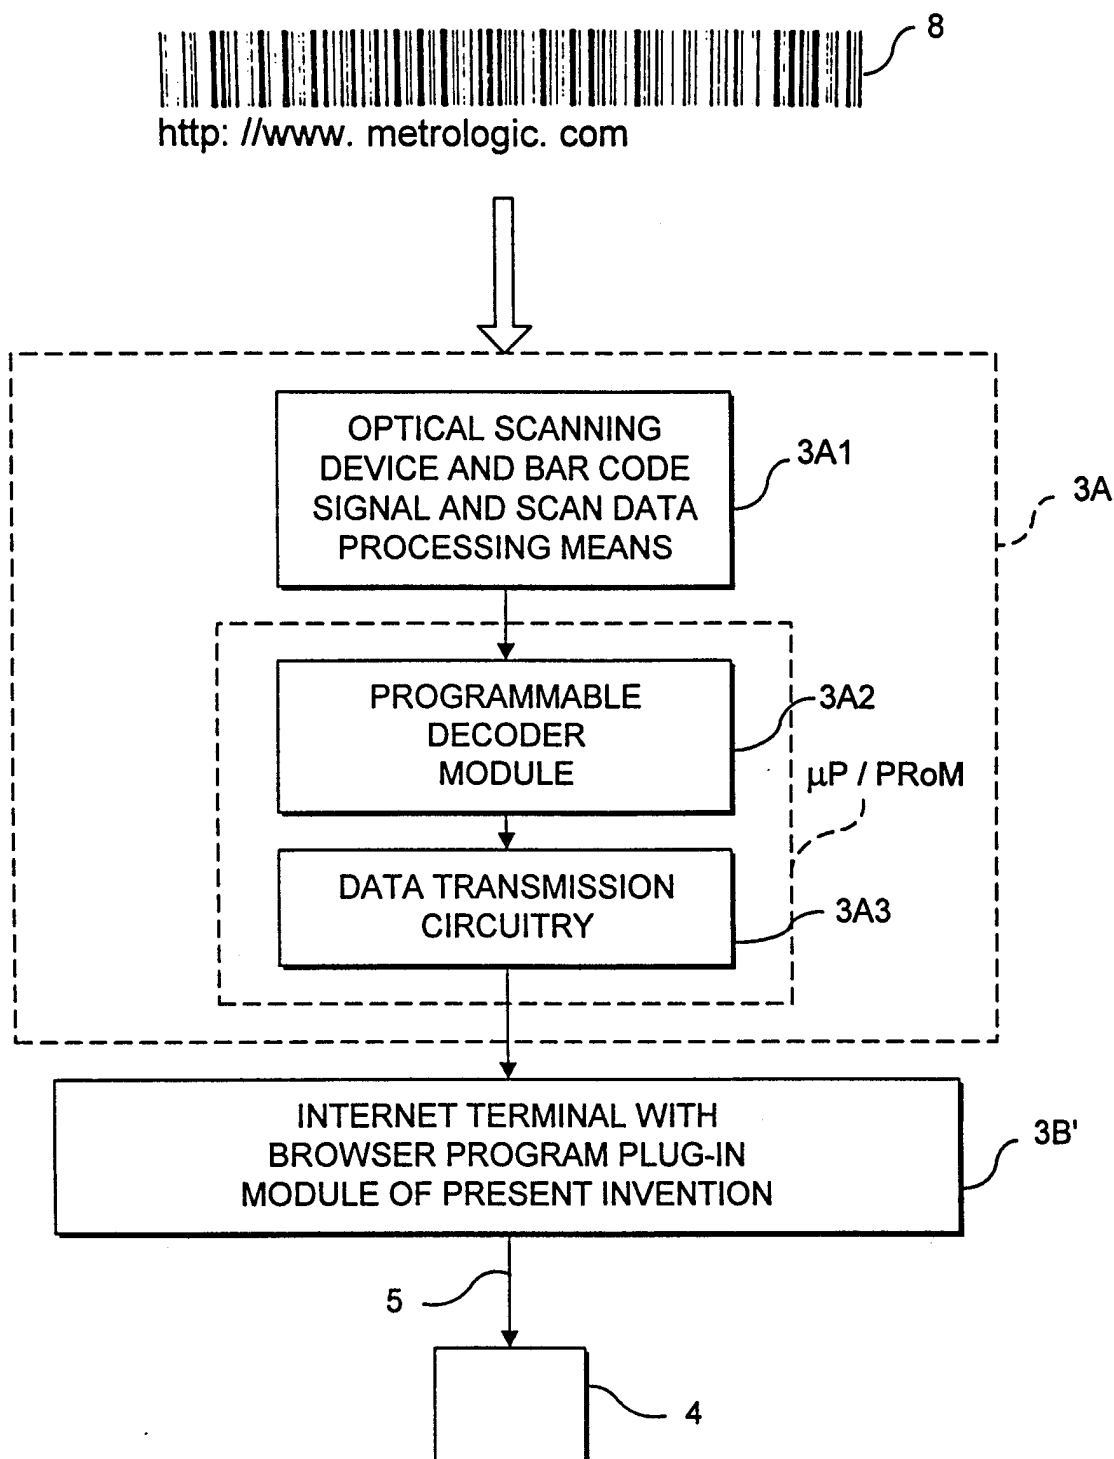 8
http: //www. metrologic. com
OPTICAL SCANNING
DEVICE AND BAR CODE
SIGNAL AND SCAN DATA
PROCESSING MEANS
3A1
3A
PROGRAMMABLE
DECODER
MODULE
3A2
µP / PRoM
DATA TRANSMISSION
CIRCUITRY
3A3
INTERNET TERMINAL WITH
BROWSER PROGRAM PLUG-IN
MODULE OF PRESENT INVENTION
3B'
5
4